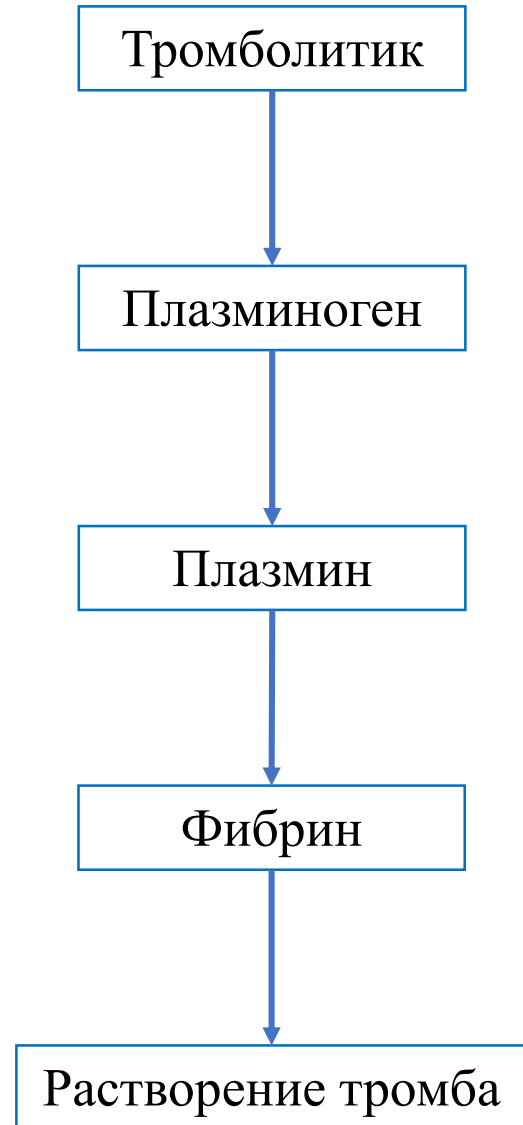 Тромболитик
Плазминоген
Плазмин
Фибрин
Растворение тромба